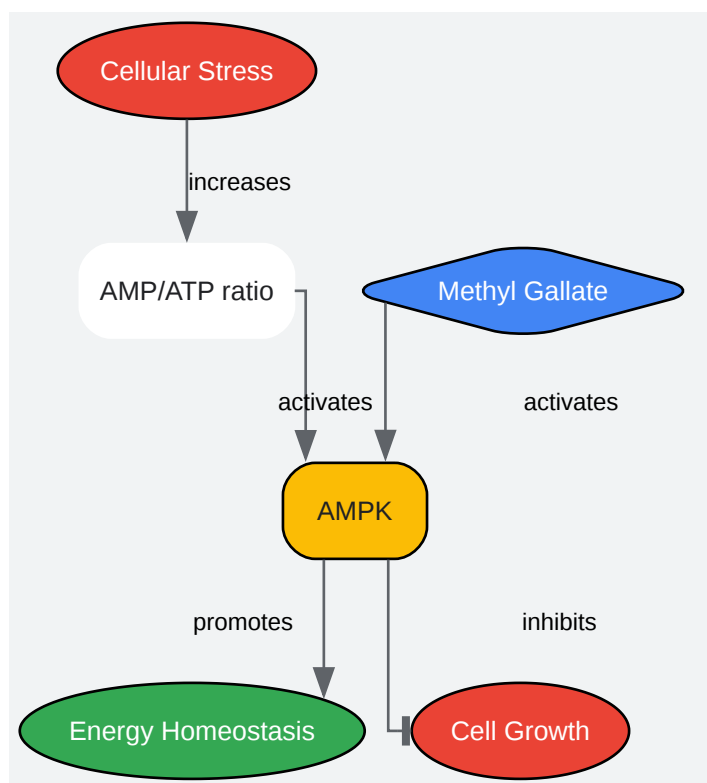 Cellular Stress
increases
AMP/ATP ratio
Methyl Gallate
activates
activates
AMPK
promotes
inhibits
Energy Homeostasis
Cell Growth